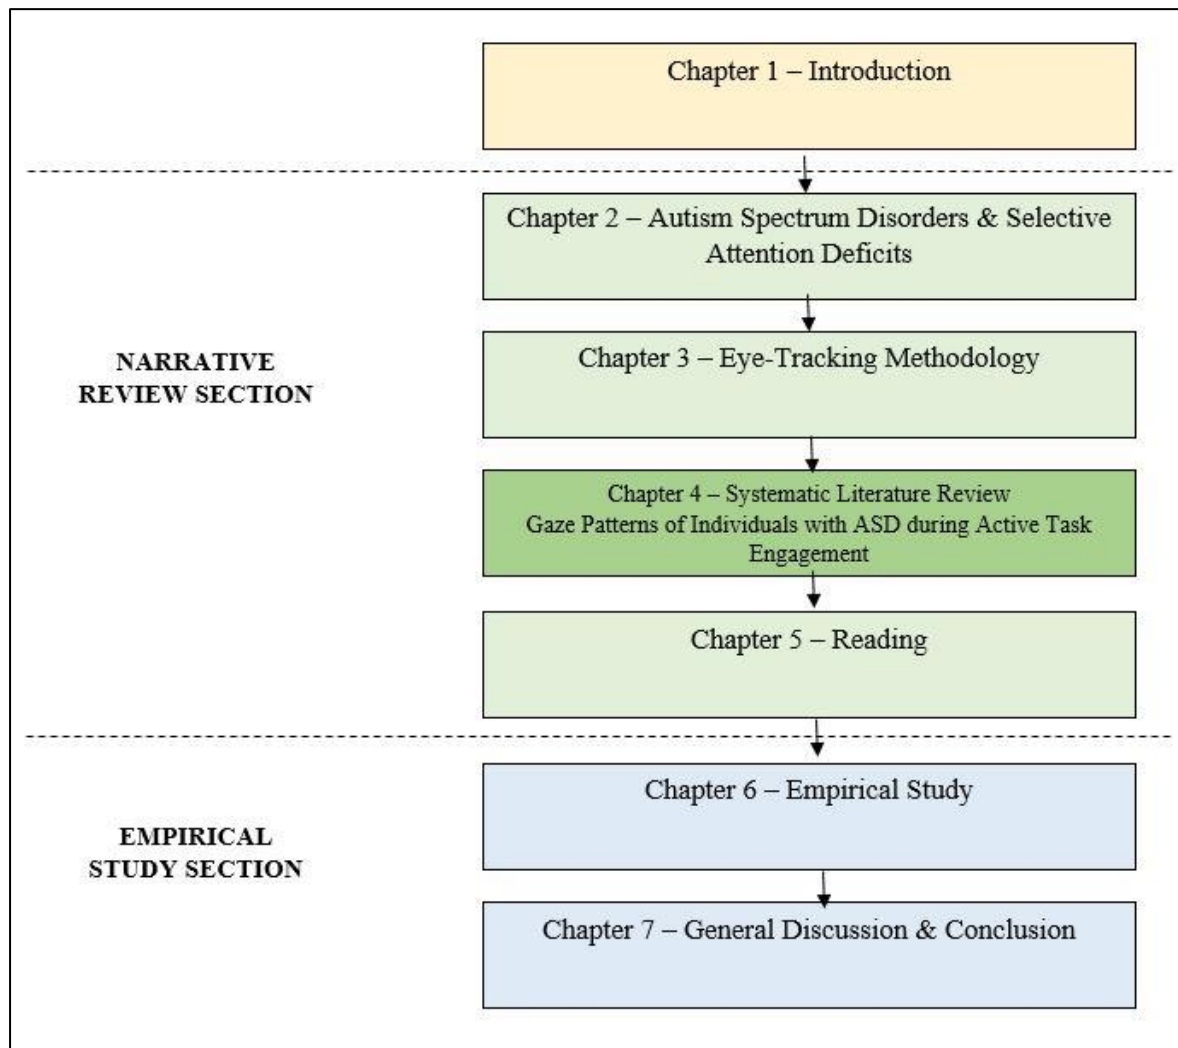 Chapter 1 – Introduction
Chapter 2 – Autism Spectrum Disorders & Selective
Attention Deficits
NARRATIVE
REVIEW SECTION
Chapter 3 – Eye-Tracking Methodology
Chapter 4 – Systematic Literature Review
Gaze Patterns of Individuals with ASD during Active Task
Engagement
Chapter 5 – Reading
EMPIRICAL
STUDY SECTION
Chapter 6 – Empirical Study
Chapter 7 – General Discussion & Conclusion